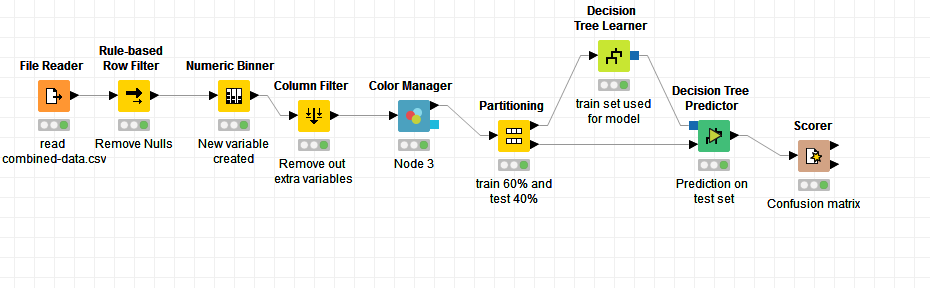 File Reader
read
combined-data.csv
Rule-based
Row Filter
Remove Nulls
Numeric Binner
New variable
created
Column Filter
Remove out
extra variables
Color Manager
Node 3
Partitioning
train 60% and
test 40%
Decision
Tree Learner
train set used
for model
Decision Tree
Predictor
Prediction on
test set
Scorer
Confusion matrix